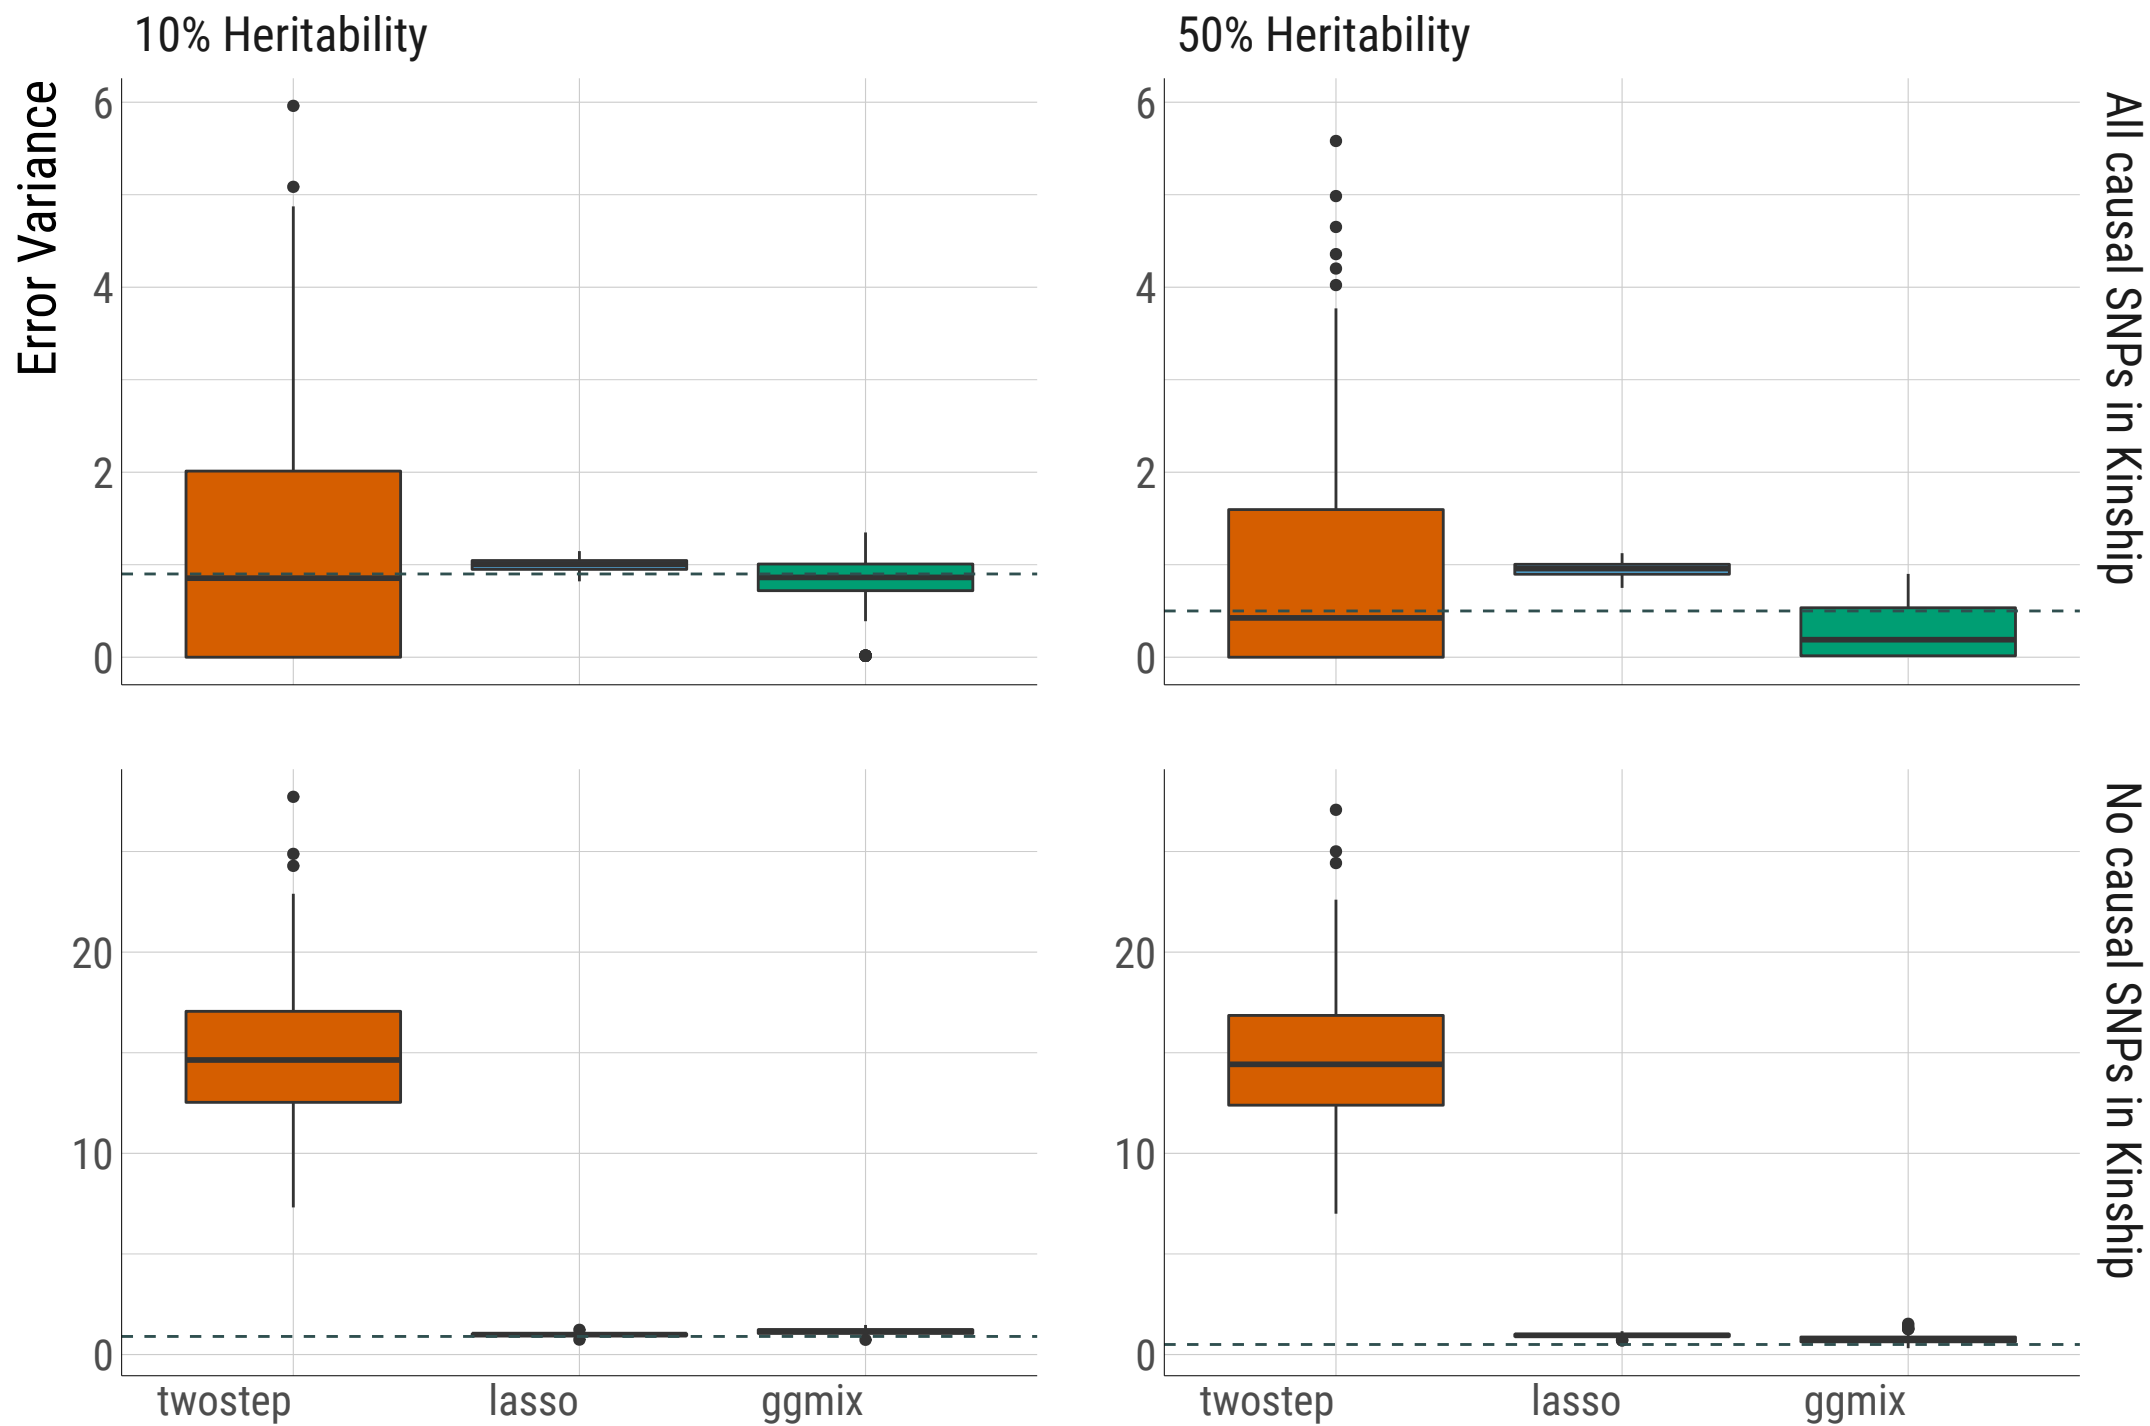 10% Heritability
50% Heritability
Error Variance
6
4
2
0
6
4
2
0
All causal SNPs in Kinship
20
10
0
20
10
0
No causal SNPs in Kinship
twostep lasso ggmix
twostep lasso ggmix